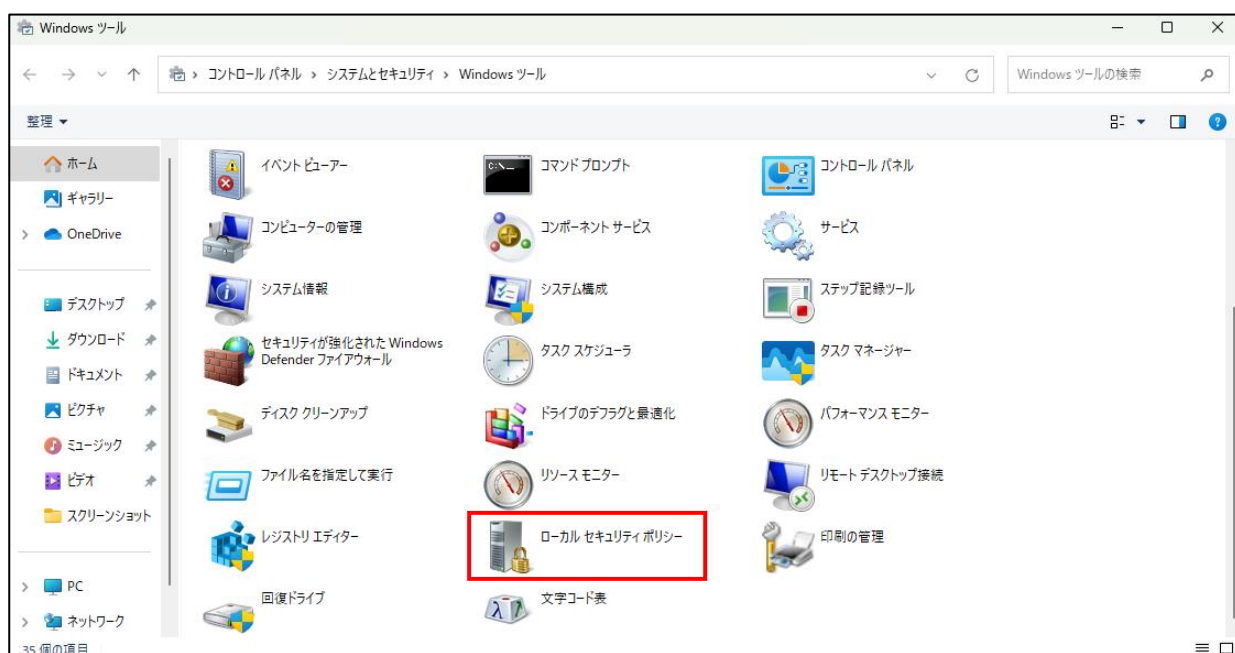 Windows ツール
コントロール パネル › システムとセキュリティ › Windows ツール
Windows ツールの検索
整理
ホーム
ギャラリー
OneDrive
デスクトップ
ダウンロード
ドキュメント
ピクチャ
ミュージック
ビデオ
スクリーンショット
PC
ネットワーク
イベント ビューアー
コマンド プロンプト
コントロール パネル
コンピューターの管理
コンポーネント サービス
サービス
システム情報
システム構成
ステップ記録ツール
セキュリティが強化された Windows
Defender ファイアウォール
タスク スケジューラ
タスク マネージャー
ディスク クリーンアップ
ドライブのデフラグと最適化
パフォーマンス モニター
ファイル名を指定して実行
リソース モニター
リモート デスクトップ接続
レジストリ エディター
ローカル セキュリティ ポリシー
印刷の管理
回復ドライブ
文字コード表
35 個の項目